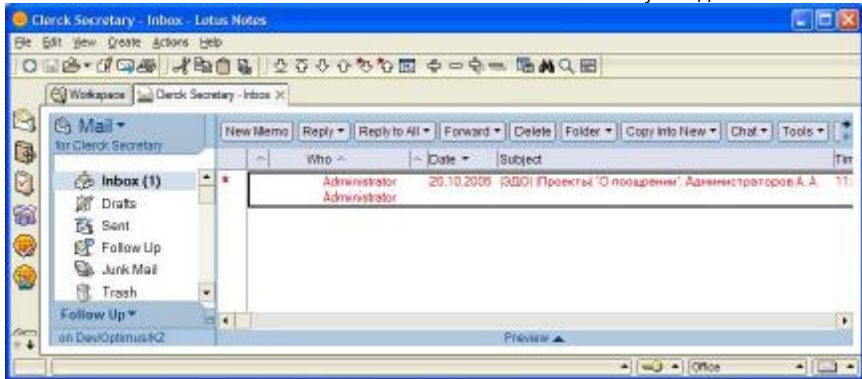 Clerck Secretary - Inbox - Lotus Notes
File Edit View Create Actions Help
Workspace Clerck Secretary - Inbox
Mail
for Clerck Secretary
New Memo Reply Reply to All Forward Delete Folder Copy Into New Chat Tools
Who Date Subject
Inbox (1)
Administrator 20.10.2006 (ЭДО) (Проекты) "О поощрении", Администраторов А. А.
Administrator
Drafts
Sent
Follow Up
Junk Mail
Trash
Follow Up
on Dev/Optimus/KZ
Preview
Office